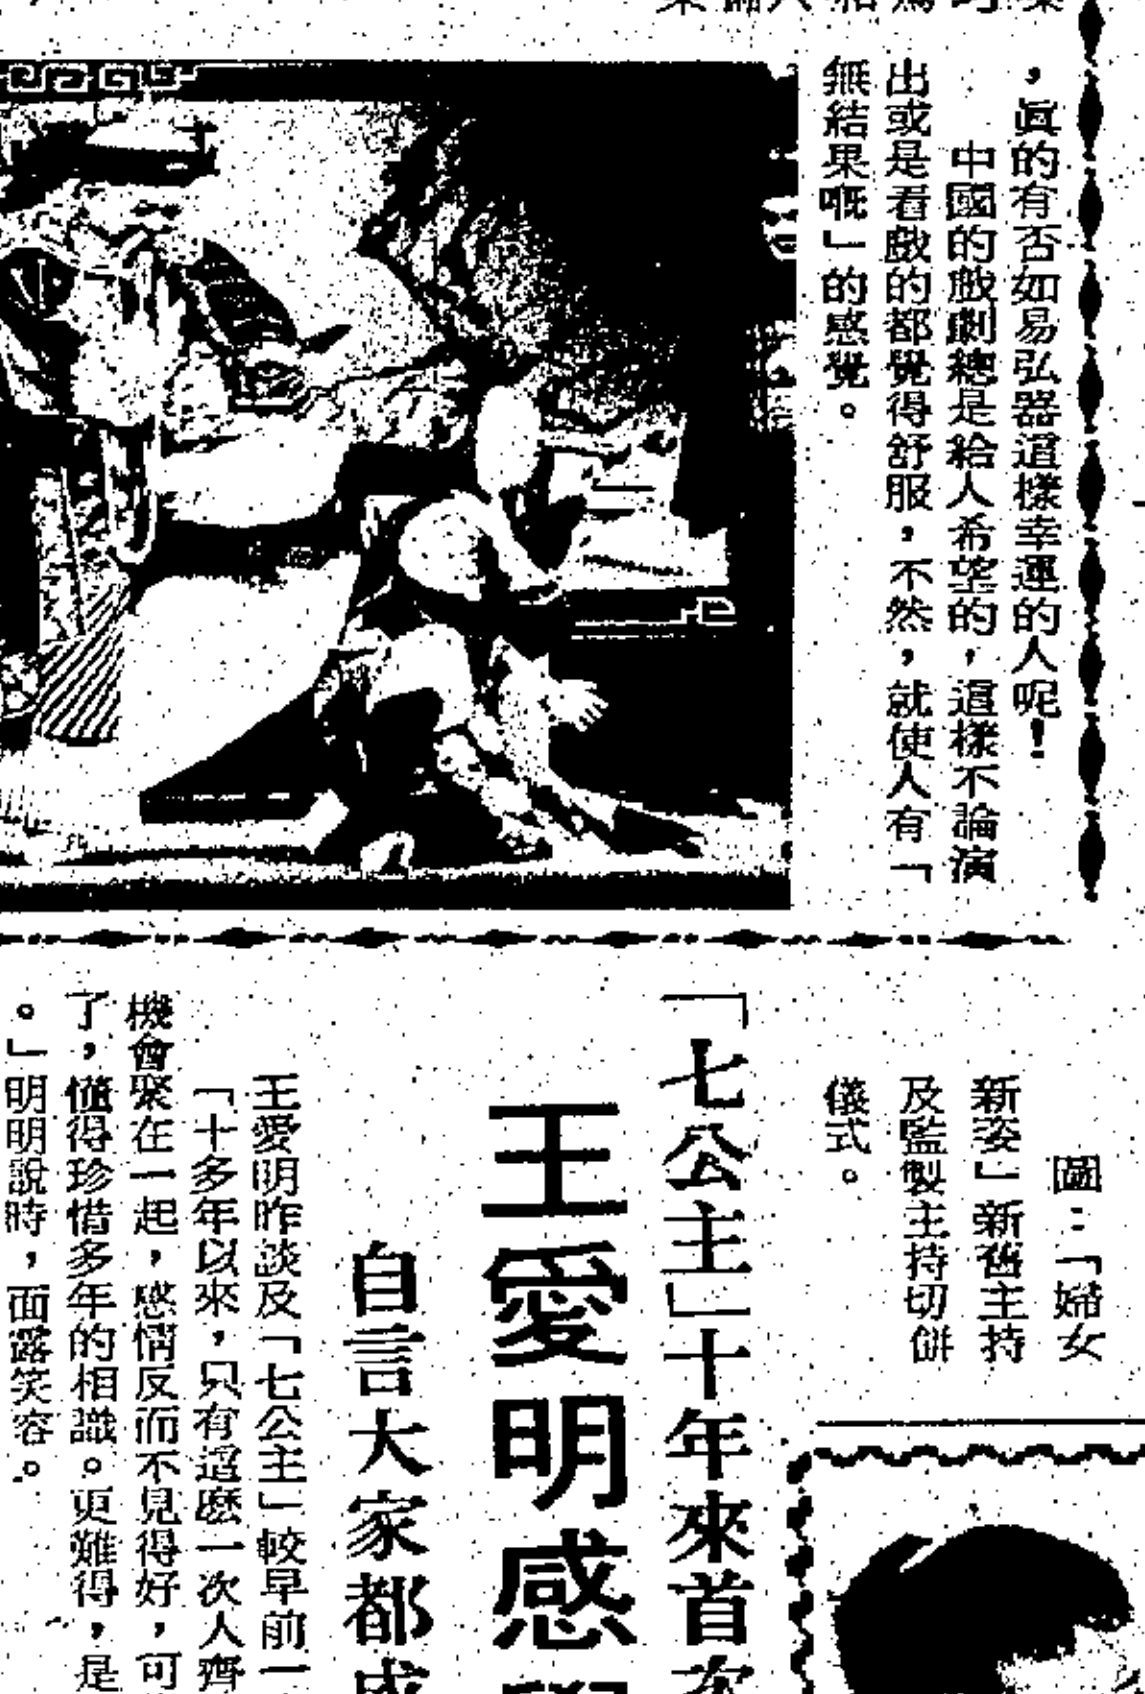 ，真的有否如易弘器這樣幸運的人呢！
中國的戲劇總是給人希望的，這樣不論演
出或是看戲的都覺得舒服，不然，就使人有「
無結果嘅」的感覺。
圖：「婦女
新姿」新舊主持
及監製主持切餅
儀式。
「七公主」十年來首次
王愛明感
自言大家都成
王愛明昨談及「七公主」較早前一
「十多年以來，只有這麽一次人齊
機會聚在一起，感情反而不見得好，可
了，懂得珍惜多年的相識。更難得，是
。」明明說時，面露笑容。